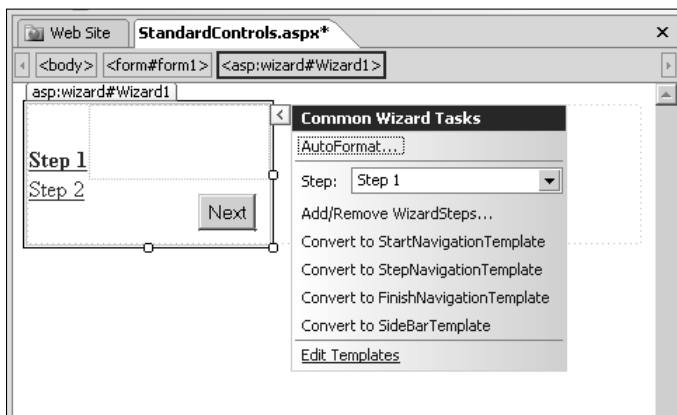 Web Site
StandardControls.aspx*
<body> <form#form1> <asp:wizard#Wizard1>
asp:wizard#Wizard1
Step 1
Step 2
Next
Common Wizard Tasks
AutoFormat...
Step: Step 1
Add/Remove WizardSteps...
Convert to StartNavigationTemplate
Convert to StepNavigationTemplate
Convert to FinishNavigationTemplate
Convert to SideBarTemplate
Edit Templates